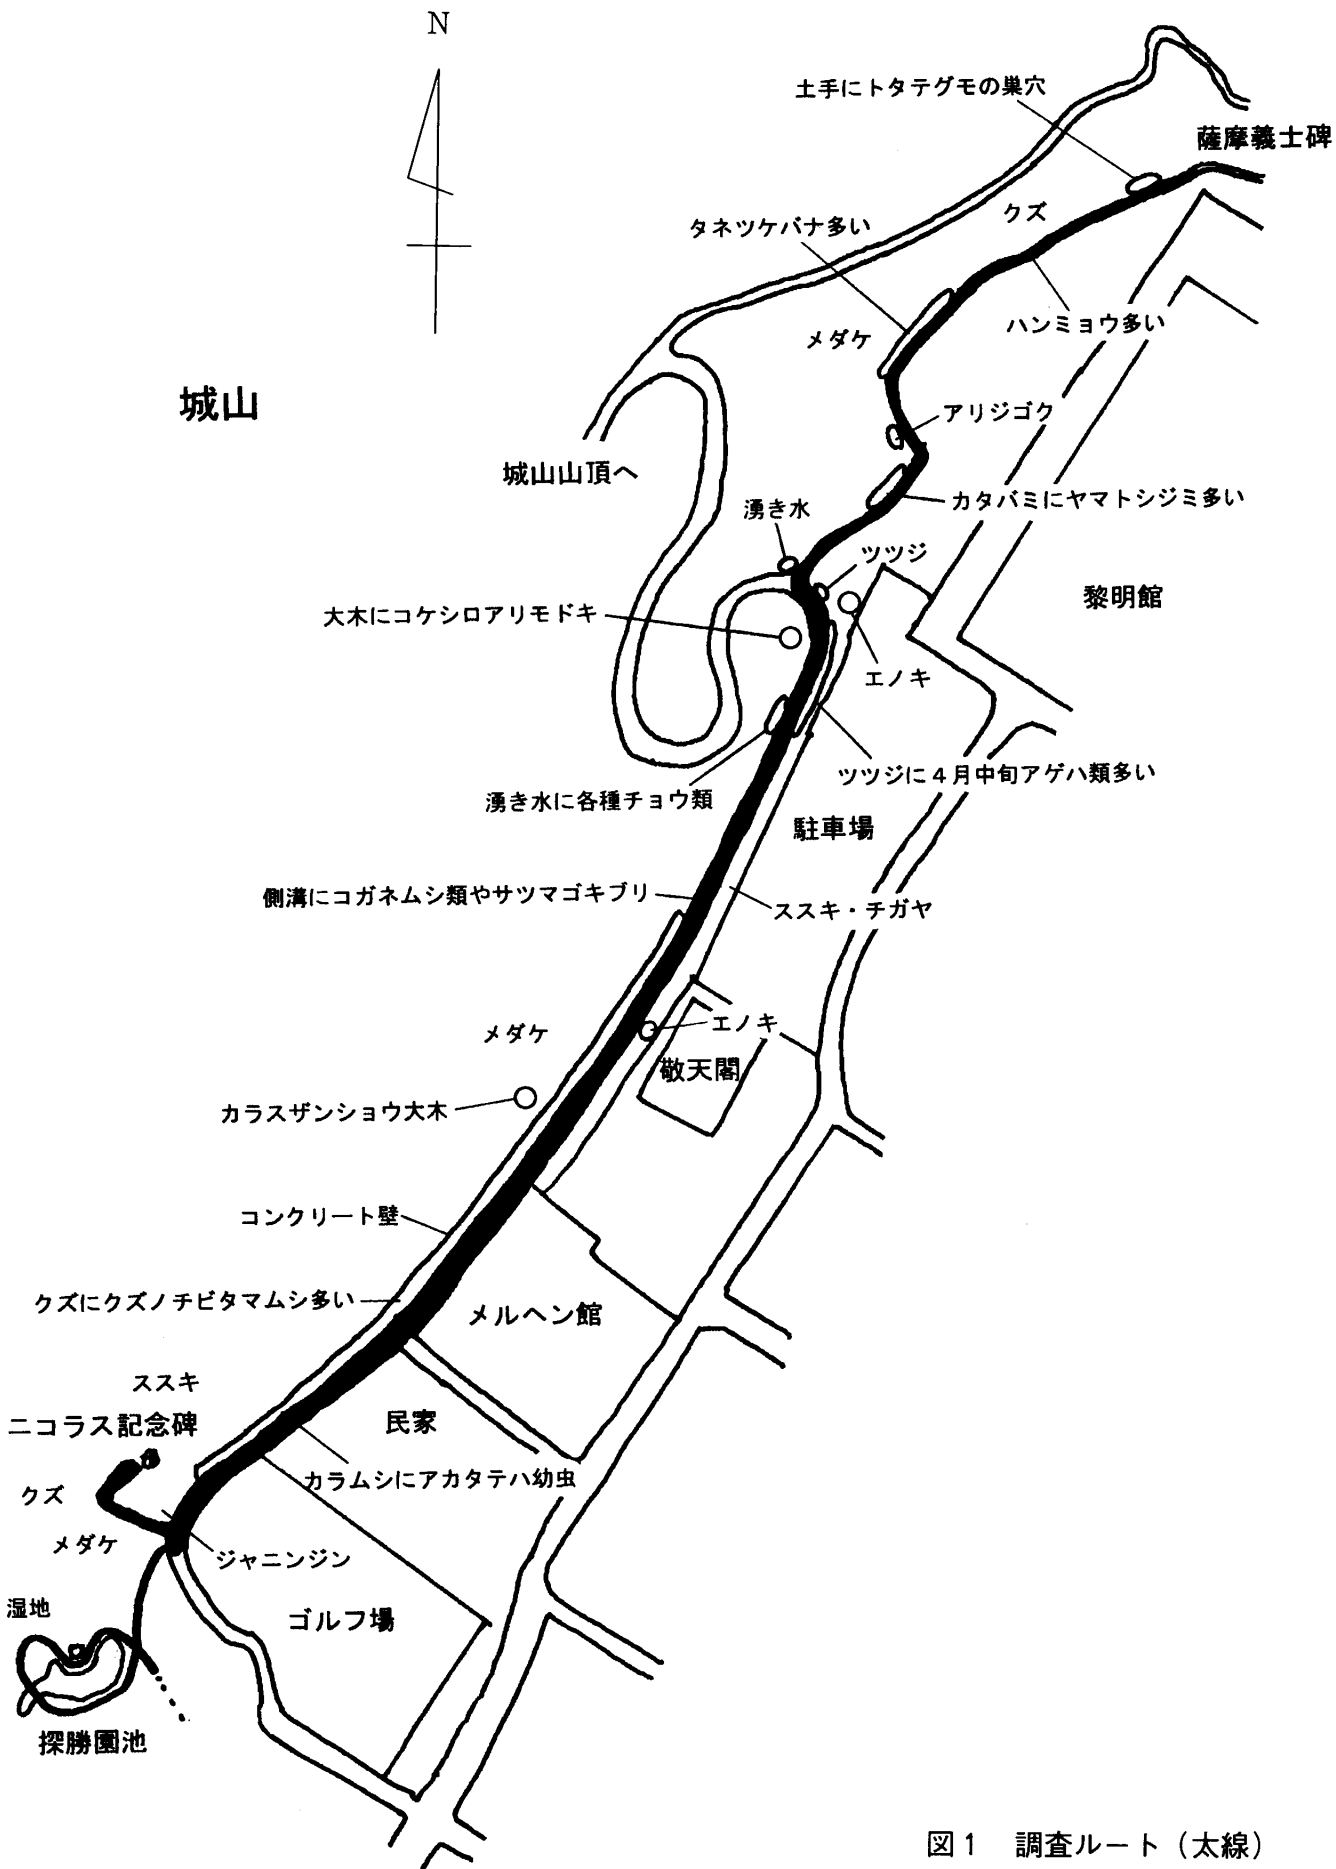 N
土手にトタテグモの巣穴
薩摩義士碑
クズ
タネツケバナ多い
ハンミョウ多い
メダケ
城山
アリジゴク
城山山頂へ
カタバミにヤマトシジミ多い
湧き水
ツツジ
黎明館
大木にコケシロアリモドキ
エノキ
ツツジに4月中旬アゲハ類多い
湧き水に各種チョウ類
駐車場
側溝にコガネムシ類やサツマゴキブリ
ススキ・チガヤ
エノキ
メダケ
敬天閣
カラスザンショウ大木
コンクリート壁
クズにクズノチビタマムシ多い
メルヘン館
ススキ
民家
ニコラス記念碑
カラムシにアカタテハ幼虫
クズ
メダケ
ジャニンジン
湿地
ゴルフ場
探勝園池
図1 調査ルート(太線)